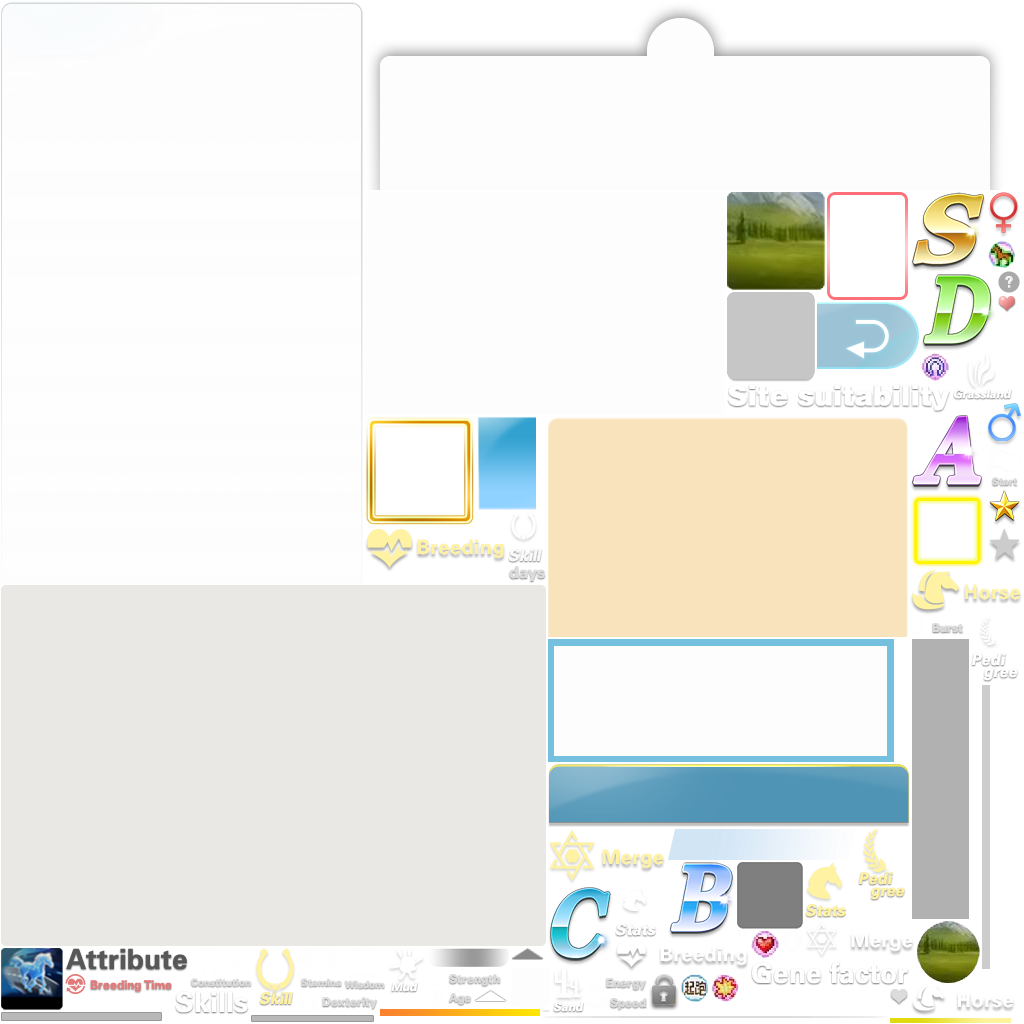 S
?
D
Site suitability
Grassland
A
Start
Breeding
Skill
days
Horse
Burst
Pedi
gree
Merge
Pedi
gree
B
Stats
C
Stats
Merge
Breeding
Attribute
Gene factor
Breeding Time
Constitution
Skill
Stamina
Wisdom
Mud
Strength
Energy
起跑
Skills
Dexterity
Age
Sand
Speed
Horse